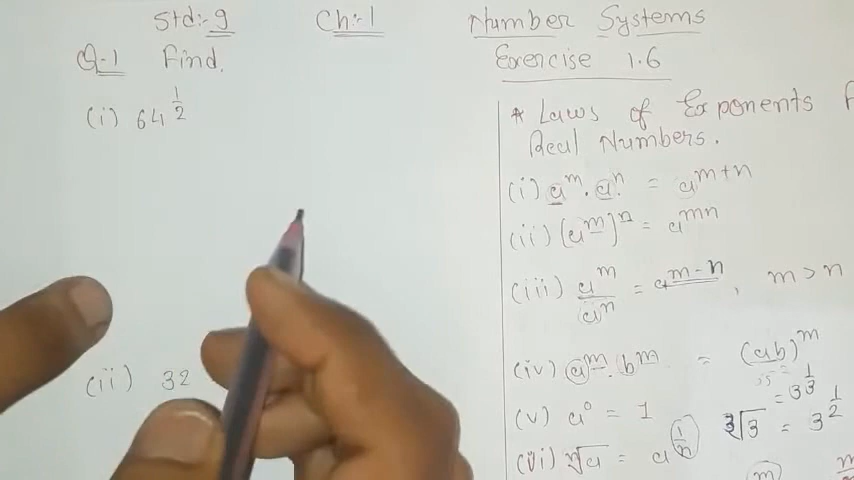 Std:- 9 Ch:- 1 Number Systems
Exercise 1.6
Q-1 Find.
(i) 64^{1/2}
(ii) 32
* Laws of Exponents
Real Numbers.
(i) a^m . a^n = a^{m+n}
(ii) (a^m)^n = a^{mn}
(iii) a^m / a^n = a^{m-n}, m > n
(iv) a^m . b^m = (ab)^m
(v) a^0 = 1
(vi) ⁿ√a = a^{1/n}
= 3^{1/3}
³√3 = 3^{1/2}
m